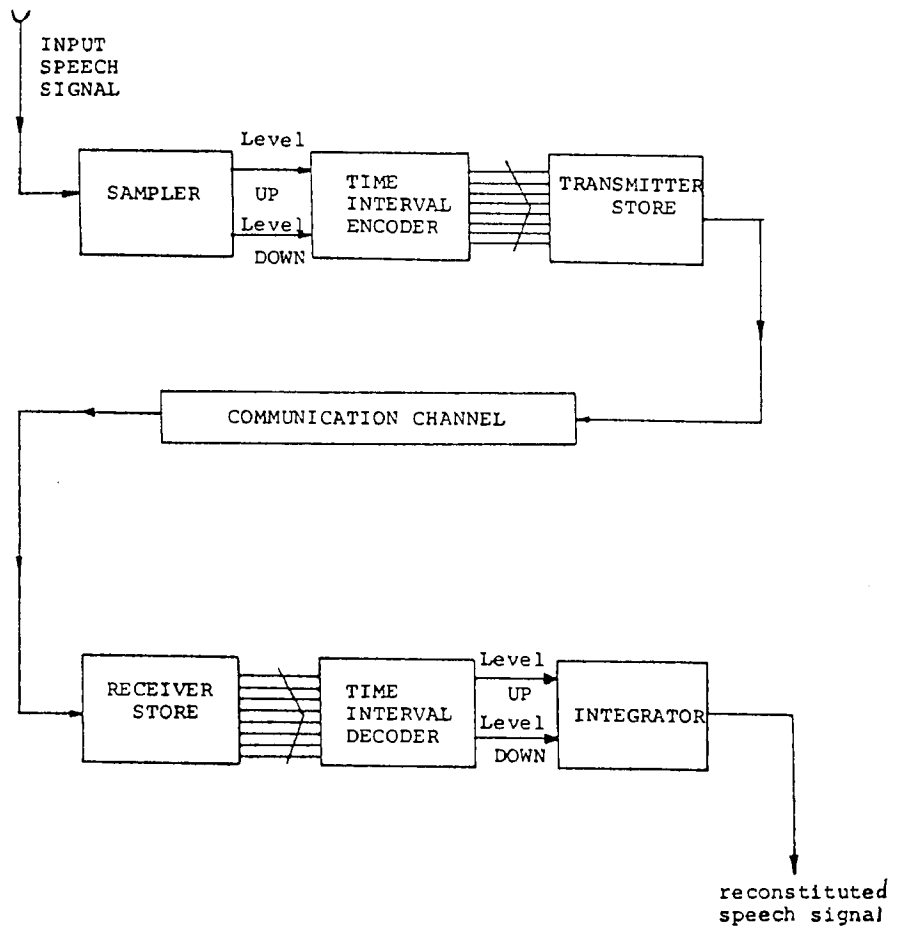 INPUT
SPEECH
SIGNAL
Level
UP
Level
DOWN
SAMPLER
TIME
INTERVAL
ENCODER
TRANSMITTER
STORE
COMMUNICATION CHANNEL
RECEIVER
STORE
TIME
INTERVAL
DECODER
Level
UP
Level
DOWN
INTEGRATOR
reconstituted
speech signal